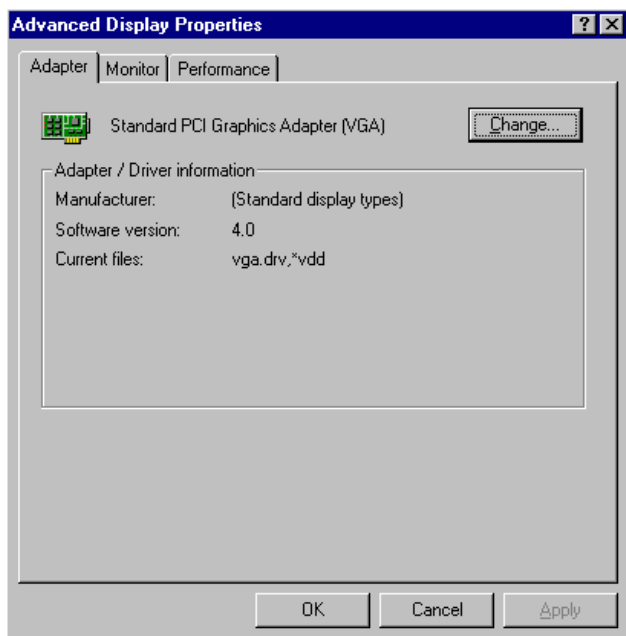 Advanced Display Properties
Adapter Monitor Performance
Standard PCI Graphics Adapter (VGA) Change...
Adapter / Driver information
Manufacturer: (Standard display types)
Software version: 4.0
Current files: vga.drv,*vdd
OK Cancel Apply